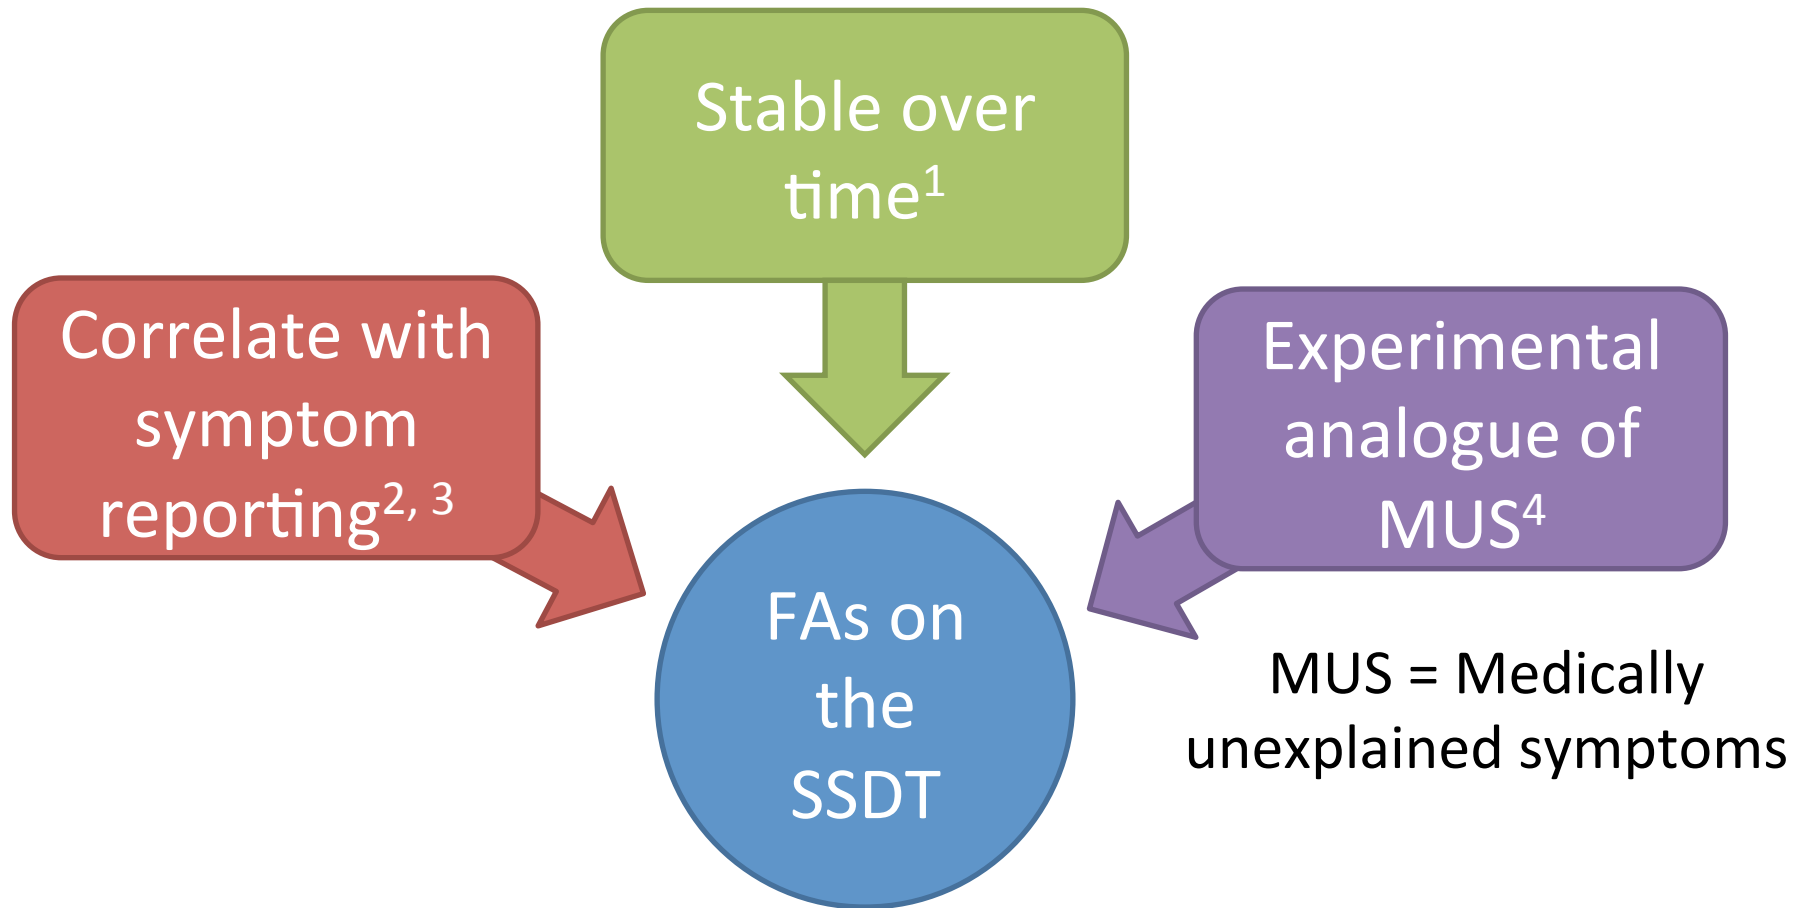 Stable over
time¹
Correlate with
symptom
reporting², ³
Experimental
analogue of
MUS⁴
FAs on
the
SSDT
MUS = Medically
unexplained symptoms